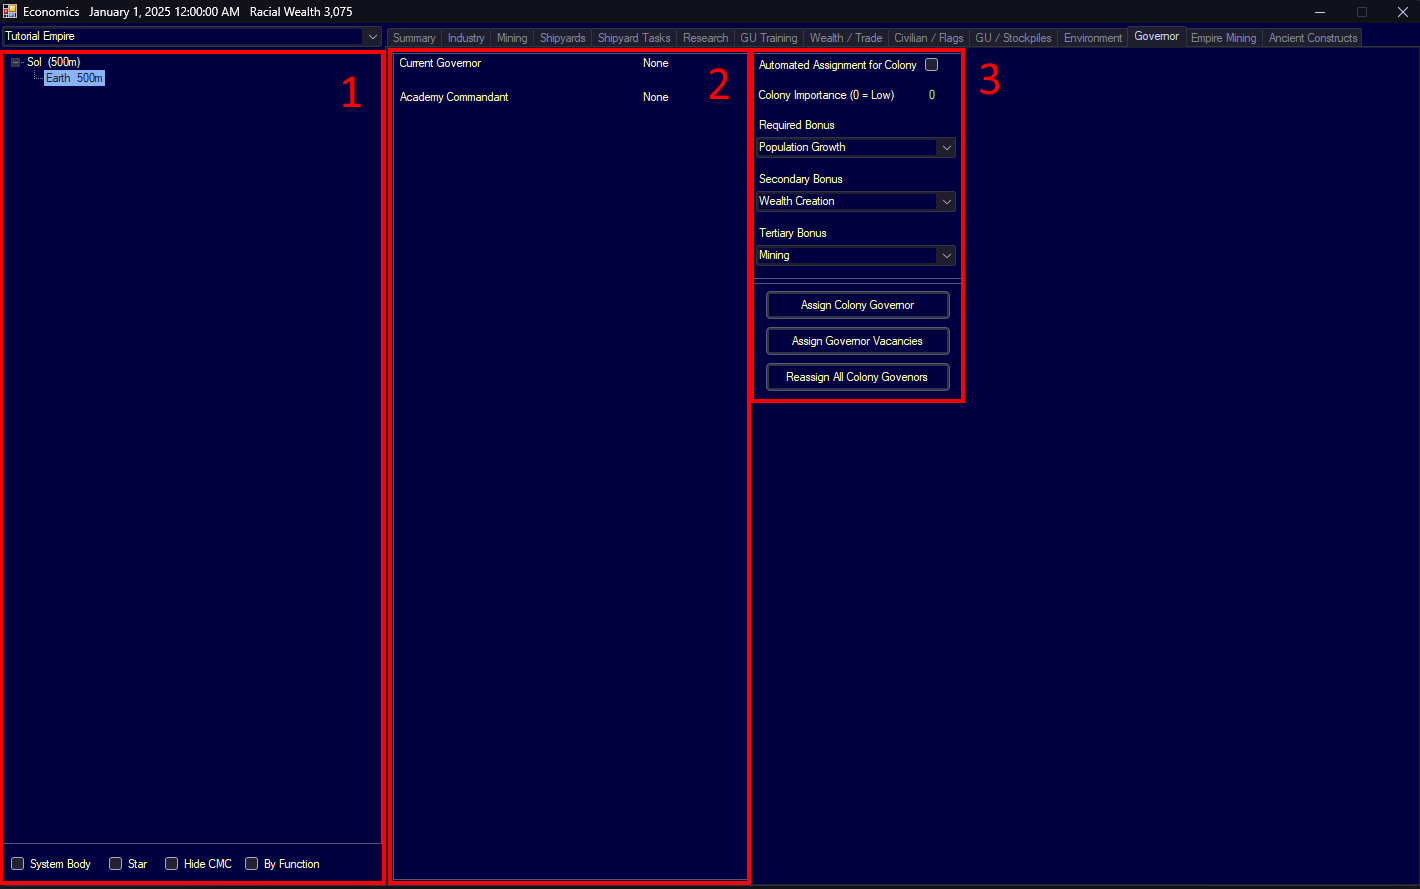 Economics January 1, 2025 12:00:00 AM Racial Wealth 3,075
Tutorial Empire
Summary Industry Mining Shipyards Shipyard Tasks Research GU Training Wealth / Trade Civilian / Flags GU / Stockpiles Environment Governor Empire Mining Ancient Constructs
Sol (500m)
Earth 500m
1
System Body Star Hide CMC By Function
Current Governor None
Academy Commandant None
2
Automated Assignment for Colony
Colony Importance (0 = Low) 0
Required Bonus
Population Growth
Secondary Bonus
Wealth Creation
Tertiary Bonus
Mining
Assign Colony Governor
Assign Governor Vacancies
Reassign All Colony Govenors
3